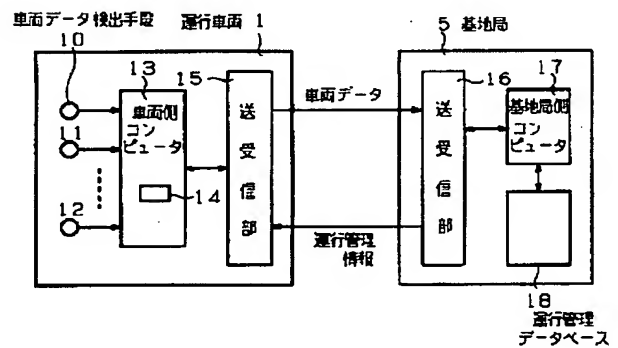 車両データ検出手段
運行車両 1
5 基地局
10
13
15
16
17
車両側
コン
ピュータ
送受信部
車両データ
送受信部
基地局側
コン
ピュータ
11
12
14
運行管理
情報
18
運行管理
データベース